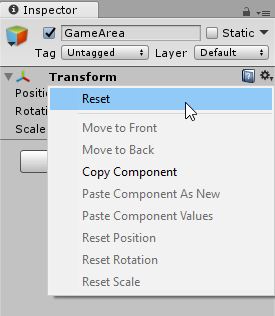 Inspector
GameArea Static
Tag Untagged Layer Default
Transform
Reset
Move to Front
Move to Back
Copy Component
Paste Component As New
Paste Component Values
Reset Position
Reset Rotation
Reset Scale
Positio
Rotatio
Scale